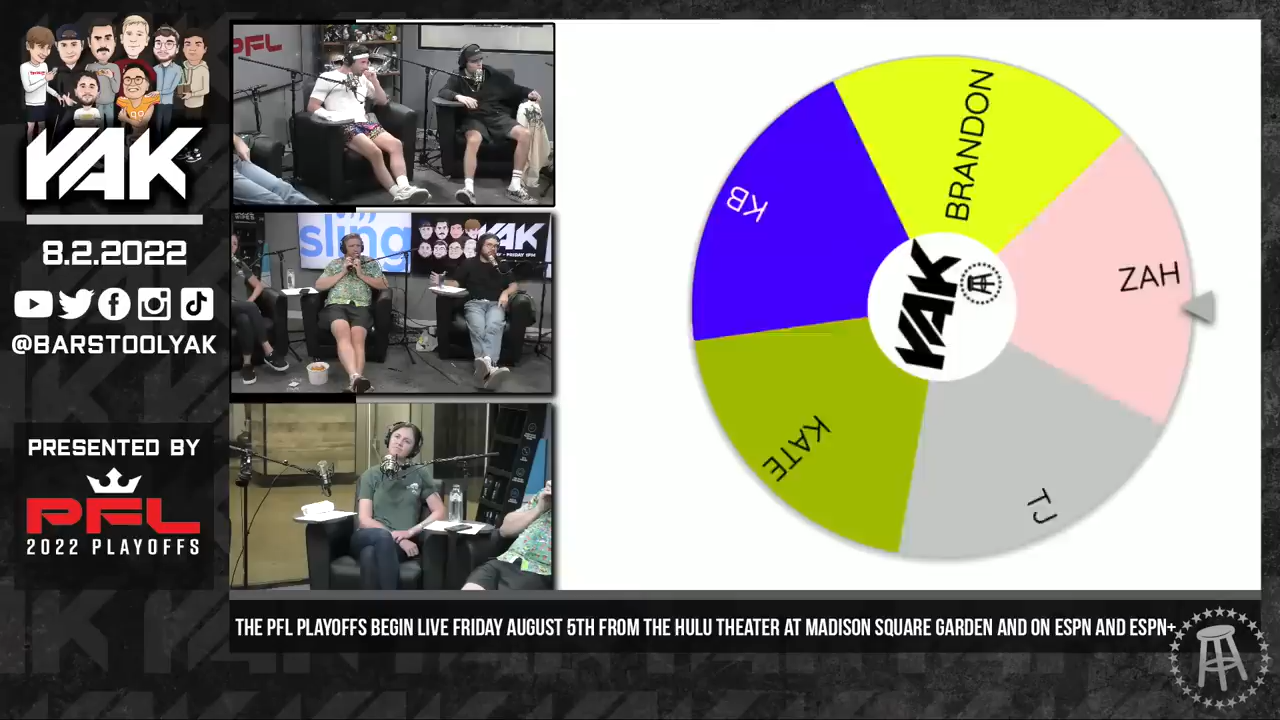 YAK
8.2.2022
@BARSTOOLYAK
PRESENTED BY
PFL
2022 PLAYOFFS
PFL
sling
YAK
BRANDON
KB
ZAH
YAK
KATE
TJ
THE PFL PLAYOFFS BEGIN LIVE FRIDAY AUGUST 5TH FROM THE HULU THEATER AT MADISON SQUARE GARDEN AND ON ESPN AND ESPN+